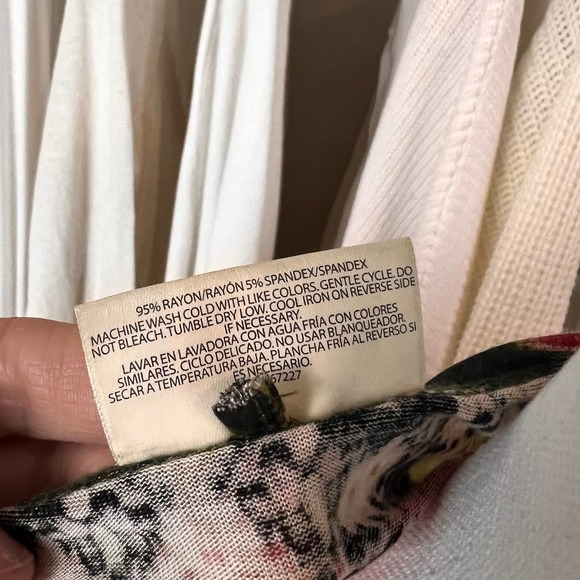 95% RAYON/RAYÓN 5% SPANDEX/SPANDEX
MACHINE WASH COLD WITH LIKE COLORS. GENTLE CYCLE. DO
NOT BLEACH. TUMBLE DRY LOW. COOL IRON ON REVERSE SIDE
IF NECESSARY.
LAVAR EN LAVADORA CON AGUA FRÍA CON COLORES
SIMILARES. CICLO DELICADO. NO USAR BLANQUEADOR.
SECAR A TEMPERATURA BAJA. PLANCHA FRÍA AL REVERSO SI
ES NECESARIO.